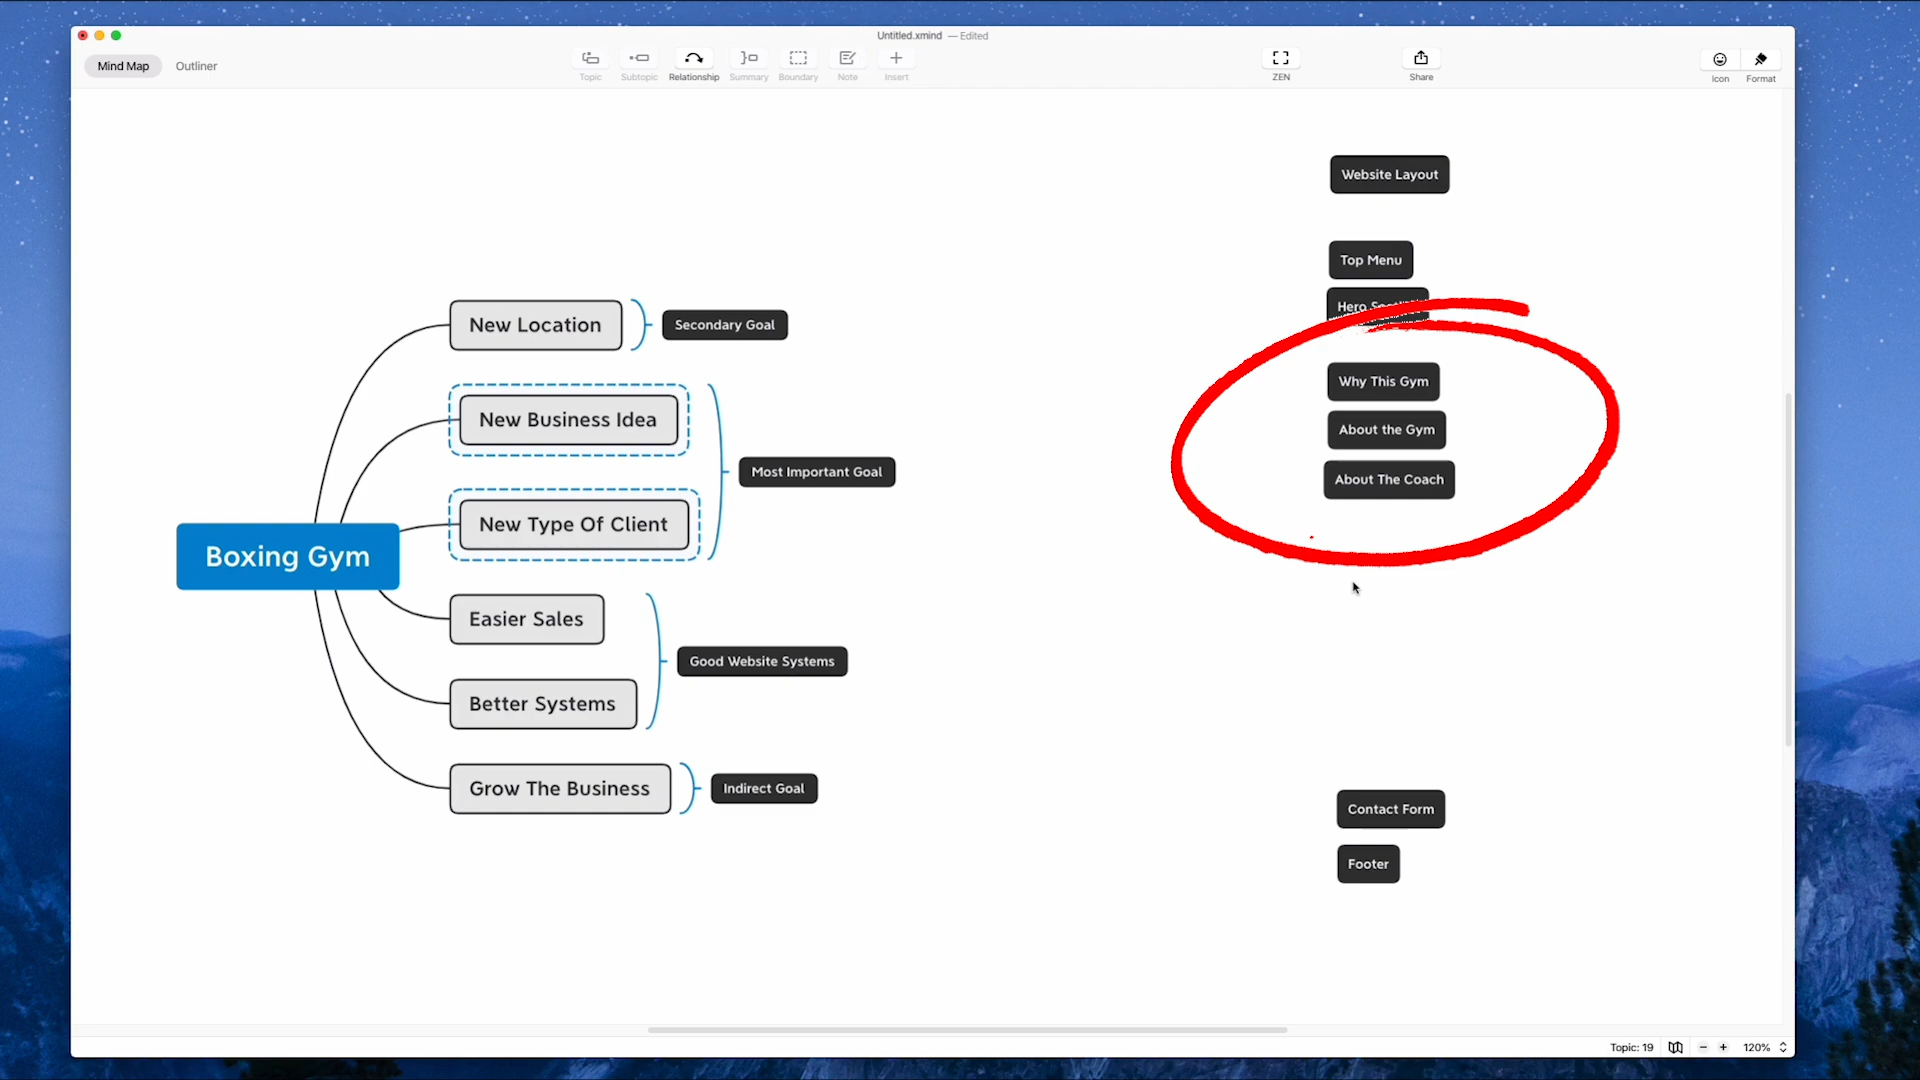 Untitled.xmind — Edited
Mind Map
Outliner
Topic
Subtopic
Relationship
Summary
Boundary
Note
Insert
ZEN
Share
Icon
Format
Boxing Gym
New Location
Secondary Goal
New Business Idea
New Type Of Client
Most Important Goal
Easier Sales
Better Systems
Good Website Systems
Grow The Business
Indirect Goal
Website Layout
Top Menu
Hero
Why This Gym
About the Gym
About The Coach
Contact Form
Footer
Topic: 19
120%